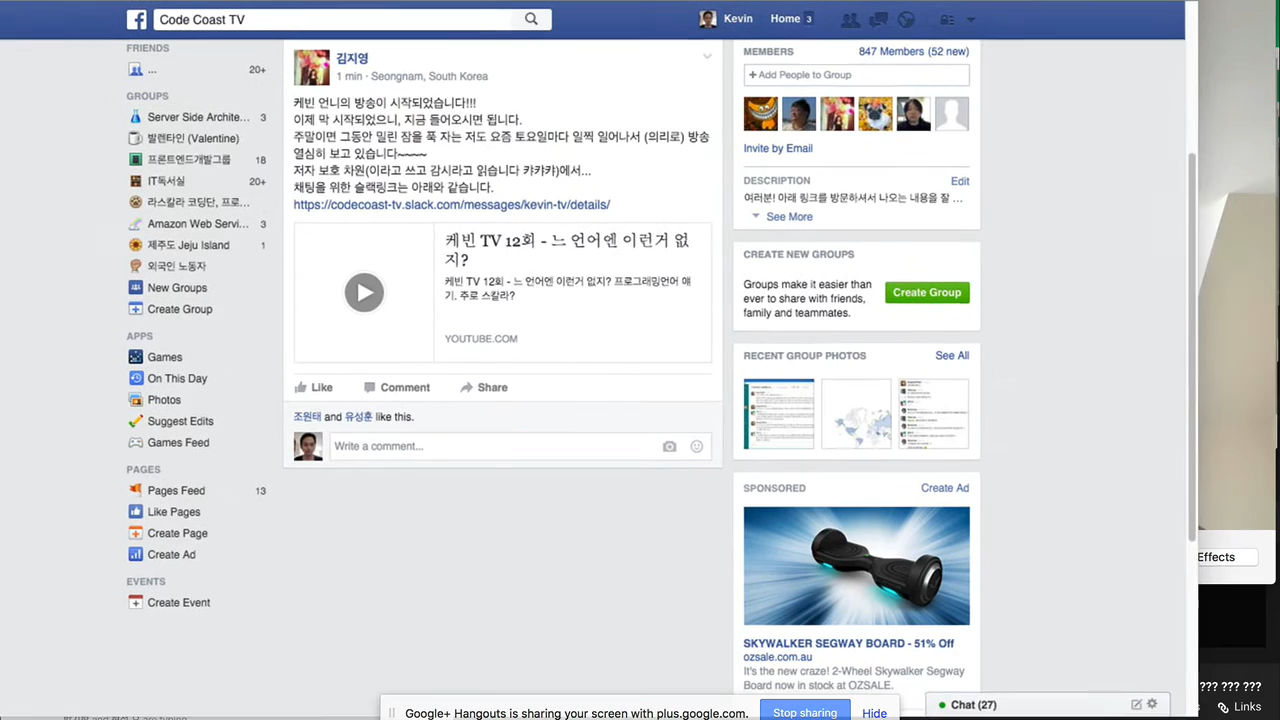 Code Coast TV
Kevin
Home 3
FRIENDS
... 20+
GROUPS
Server Side Archite... 3
발렌타인 (Valentine)
프론트엔드개발그룹 18
IT독서실 20+
라스칼라 코딩단, 프로...
Amazon Web Servi... 3
제주도 Jeju Island 1
외국인 노동자
New Groups
Create Group
APPS
Games
On This Day
Photos
Suggest Edits
Games Feed
PAGES
Pages Feed 13
Like Pages
Create Page
Create Ad
EVENTS
Create Event
김지영
1 min · Seongnam, South Korea
케빈 언니의 방송이 시작되었습니다!!!
이제 막 시작되었으니, 지금 들어오시면 됩니다.
주말이면 그동안 밀린 잠을 푹 자는 저도 요즘 토요일마다 일찍 일어나서 (의리로) 방송
열심히 보고 있습니다~~~~
저자 보호 차원(이라고 쓰고 감시라고 읽습니다 캬캬캬)에서...
채팅을 위한 슬랙링크는 아래와 같습니다.
https://codecoast-tv.slack.com/messages/kevin-tv/details/
케빈 TV 12회 - 느 언어엔 이런거 없
지?
케빈 TV 12회 - 느 언어엔 이런거 없지? 프로그래밍언어 얘
기. 주로 스칼라?
YOUTUBE.COM
Like Comment Share
조원태 and 유성훈 like this.
Write a comment...
MEMBERS 847 Members (52 new)
+ Add People to Group
Invite by Email
DESCRIPTION Edit
여러분! 아래 링크를 방문하셔서 나오는 내용을 잘 ...
See More
CREATE NEW GROUPS
Groups make it easier than
ever to share with friends,
family and teammates.
Create Group
RECENT GROUP PHOTOS See All
SPONSORED Create Ad
SKYWALKER SEGWAY BOARD - 51% Off
ozsale.com.au
It's the new craze! 2-Wheel Skywalker Segway
Board now in stock at OZSALE.
Chat (27)
Google+ Hangouts is sharing your screen with plus.google.com.
Stop sharing
Hide
Effects
??? ??? ???
Links